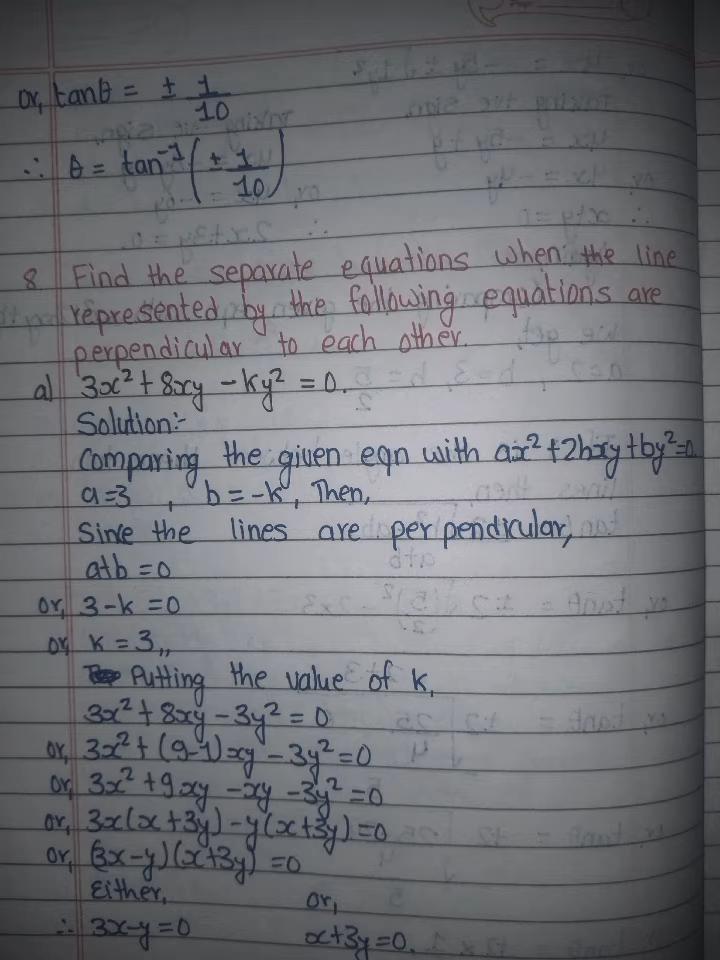 or, tanθ = ± 1/10
∴ θ = tan⁻¹(± 1/10)
8 Find the separate equations when the line
represented by the following equations are
perpendicular to each other.
a) 3x² + 8xy - ky² = 0.
Solution:-
Comparing the given eqn with ax² + 2hxy + by² = 0
a = 3 , b = -k, Then,
Since the lines are perpendicular,
a+b = 0
or, 3 - k = 0
or, k = 3,,
Putting the value of k,
3x² + 8xy - 3y² = 0
or, 3x² + (9-1)xy - 3y² = 0
or, 3x² + 9xy - xy - 3y² = 0
or, 3x(x + 3y) - y(x + 3y) = 0
or, (3x - y)(x + 3y) = 0
Either, or,
∴ 3x - y = 0 x + 3y = 0.